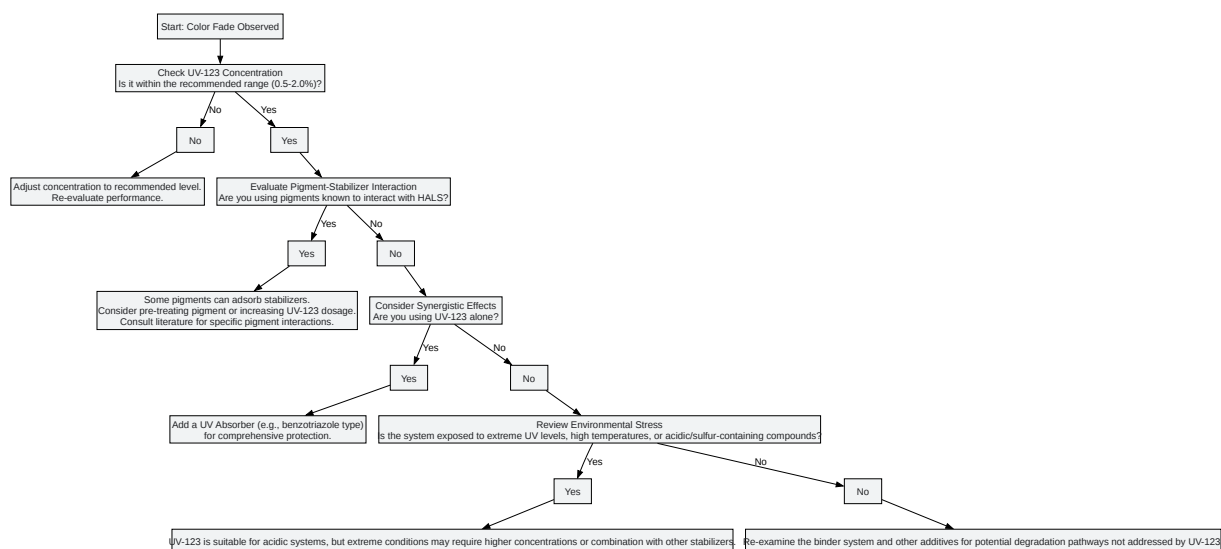 Start: Color Fade Observed
Check UV-123 Concentration
Is it within the recommended range (0.5-2.0%)?
No
Yes
No
Yes
Adjust concentration to recommended level.
Re-evaluate performance.
Evaluate Pigment-Stabilizer Interaction
Are you using pigments known to interact with HALS?
Yes
No
Yes
No
Some pigments can adsorb stabilizers.
Consider pre-treating pigment or increasing UV-123 dosage.
Consult literature for specific pigment interactions.
Consider Synergistic Effects
Are you using UV-123 alone?
Yes
No
Yes
No
Add a UV Absorber (e.g., benzotriazole type)
for comprehensive protection.
Review Environmental Stress
Is the system exposed to extreme UV levels, high temperatures, or acidic/sulfur-containing compounds?
Yes
No
Yes
No
UV-123 is suitable for acidic systems, but extreme conditions may require higher concentrations or combination with other stabilizers.
Re-examine the binder system and other additives for potential degradation pathways not addressed by UV-123